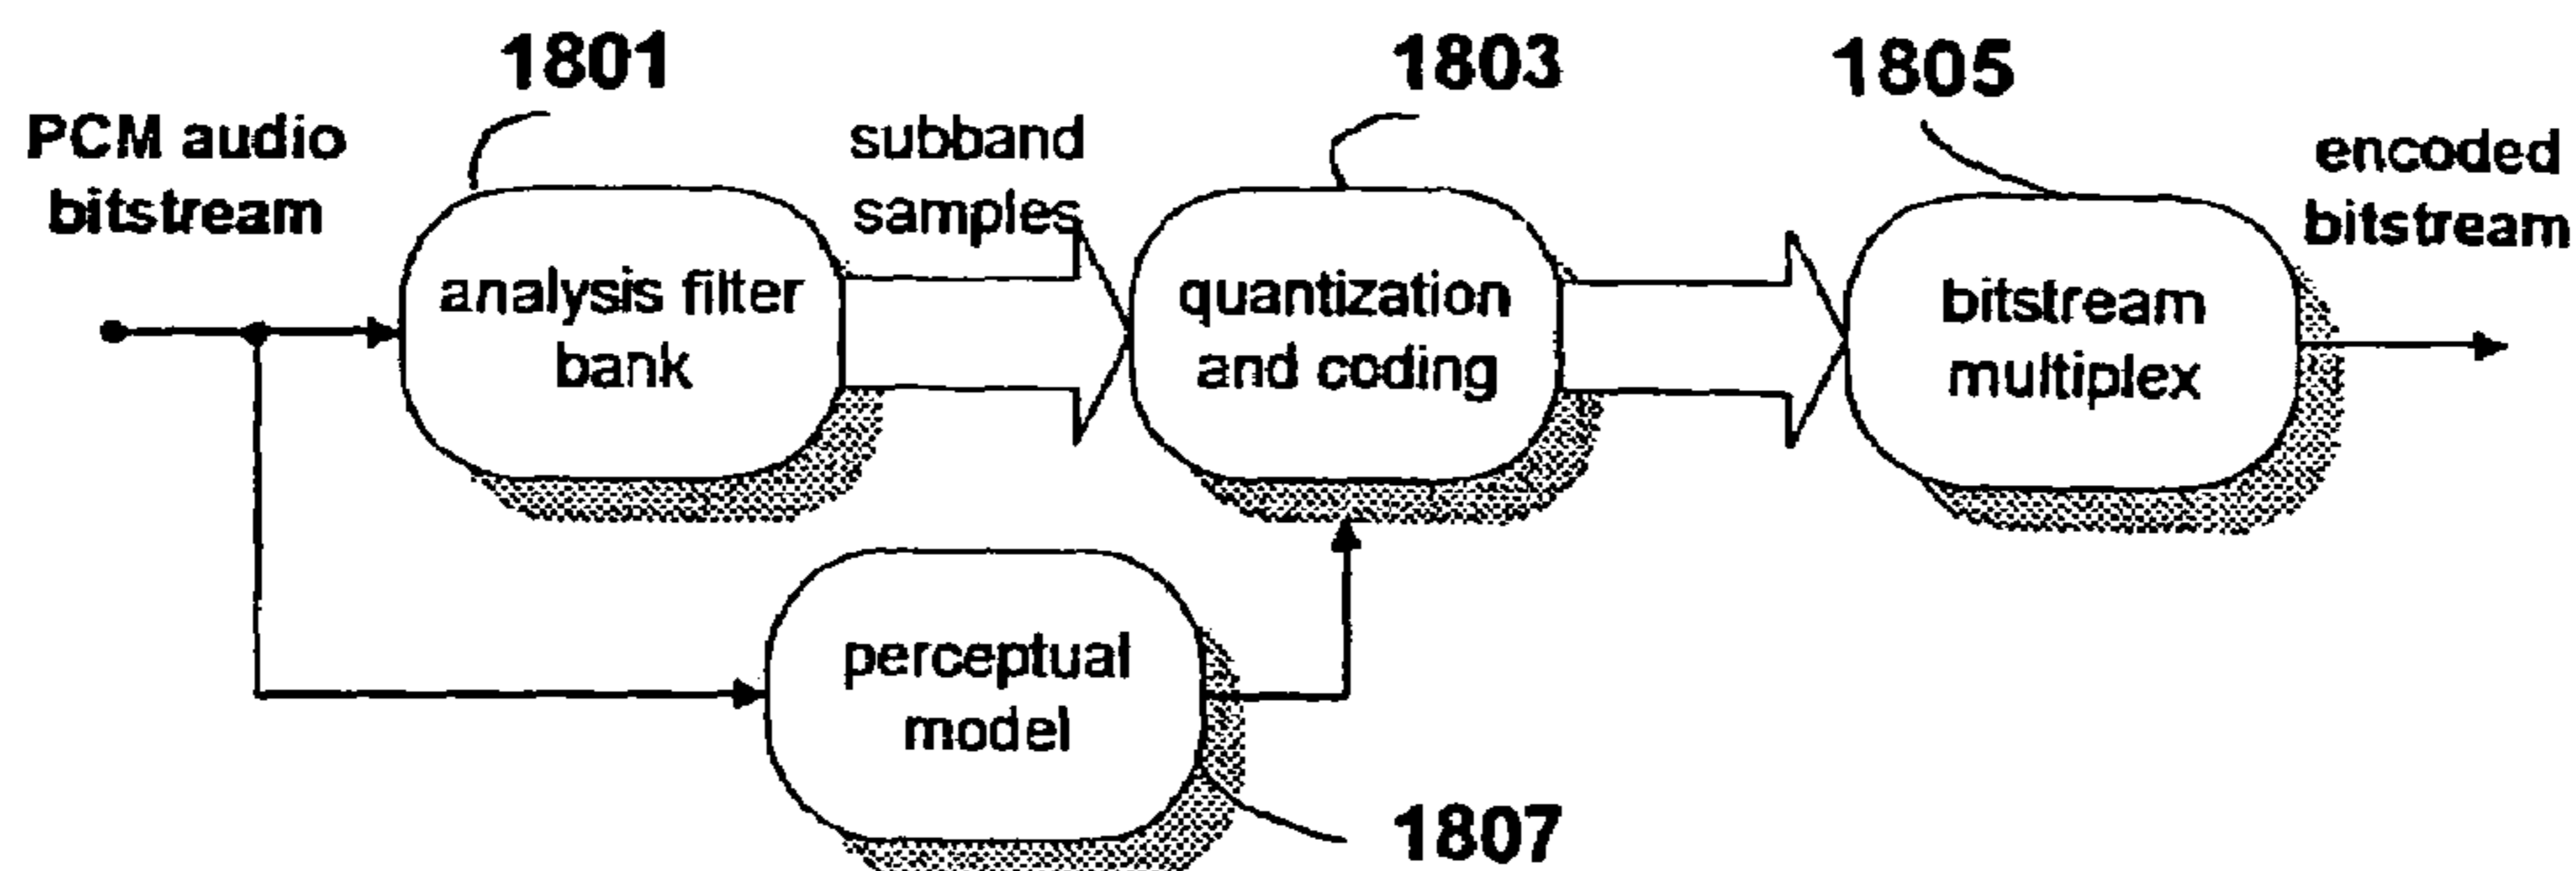 1801
1803
1805
PCM audio
bitstream
subband
samples
encoded
bitstream
analysis filter
bank
quantization
and coding
bitstream
multiplex
perceptual
model
1807